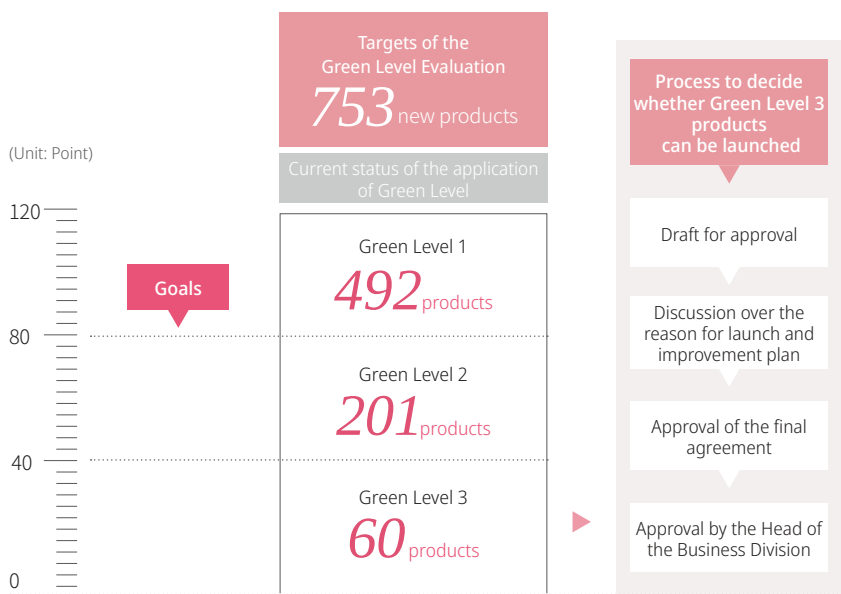 Targets of the
Green Level Evaluation
753 new products
(Unit: Point)
Current status of the application
of Green Level
120
Green Level 1
492 products
Goals
80
Green Level 2
201 products
40
Green Level 3
60 products
0
Process to decide
whether Green Level 3
products
can be launched
Draft for approval
Discussion over the
reason for launch and
improvement plan
Approval of the final
agreement
Approval by the Head of
the Business Division